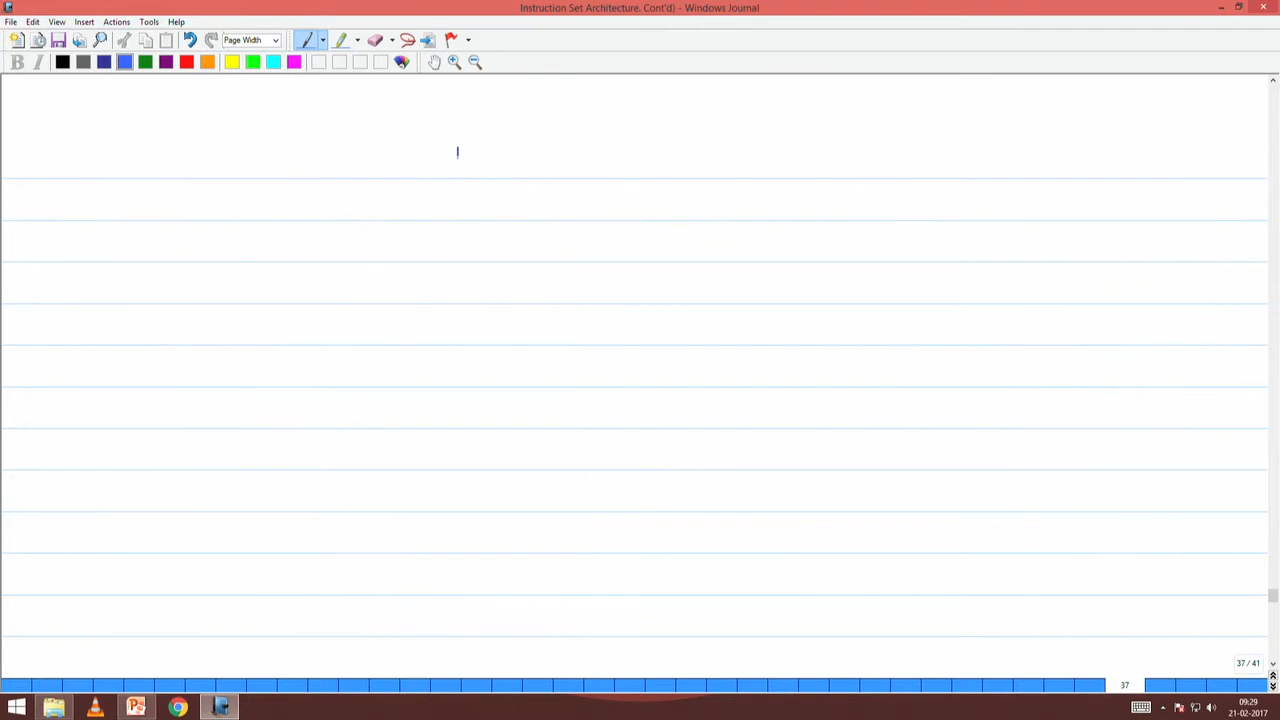 Instruction Set Architecture. Cont'd) - Windows Journal
File Edit View Insert Actions Tools Help
Page Width
B I
37 / 41
37
09:29
21-02-2017